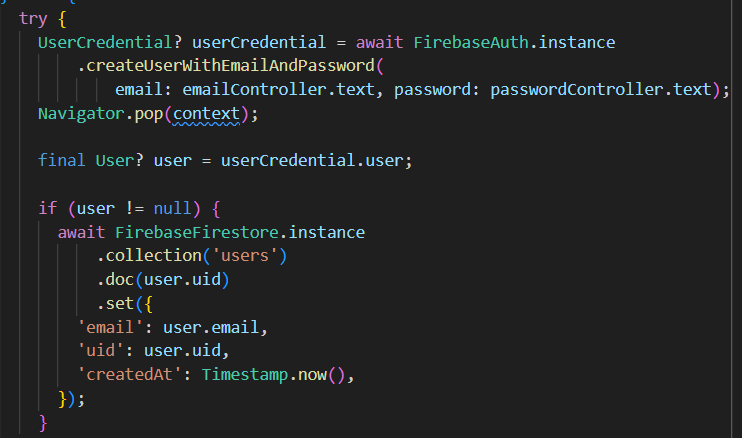 try {
UserCredential? userCredential = await FirebaseAuth.instance
.createUserWithEmailAndPassword(
email: emailController.text, password: passwordController.text);
Navigator.pop(context);
final User? user = userCredential.user;
if (user != null) {
await FirebaseFirestore.instance
.collection('users')
.doc(user.uid)
.set({
'email': user.email,
'uid': user.uid,
'createdAt': Timestamp.now(),
});
}